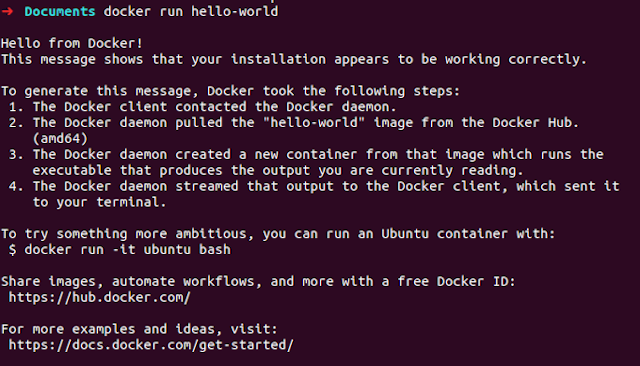 ➜ Documents docker run hello-world
Hello from Docker!
This message shows that your installation appears to be working correctly.
To generate this message, Docker took the following steps:
1. The Docker client contacted the Docker daemon.
2. The Docker daemon pulled the "hello-world" image from the Docker Hub.
(amd64)
3. The Docker daemon created a new container from that image which runs the
executable that produces the output you are currently reading.
4. The Docker daemon streamed that output to the Docker client, which sent it
to your terminal.
To try something more ambitious, you can run an Ubuntu container with:
$ docker run -it ubuntu bash
Share images, automate workflows, and more with a free Docker ID:
https://hub.docker.com/
For more examples and ideas, visit:
https://docs.docker.com/get-started/